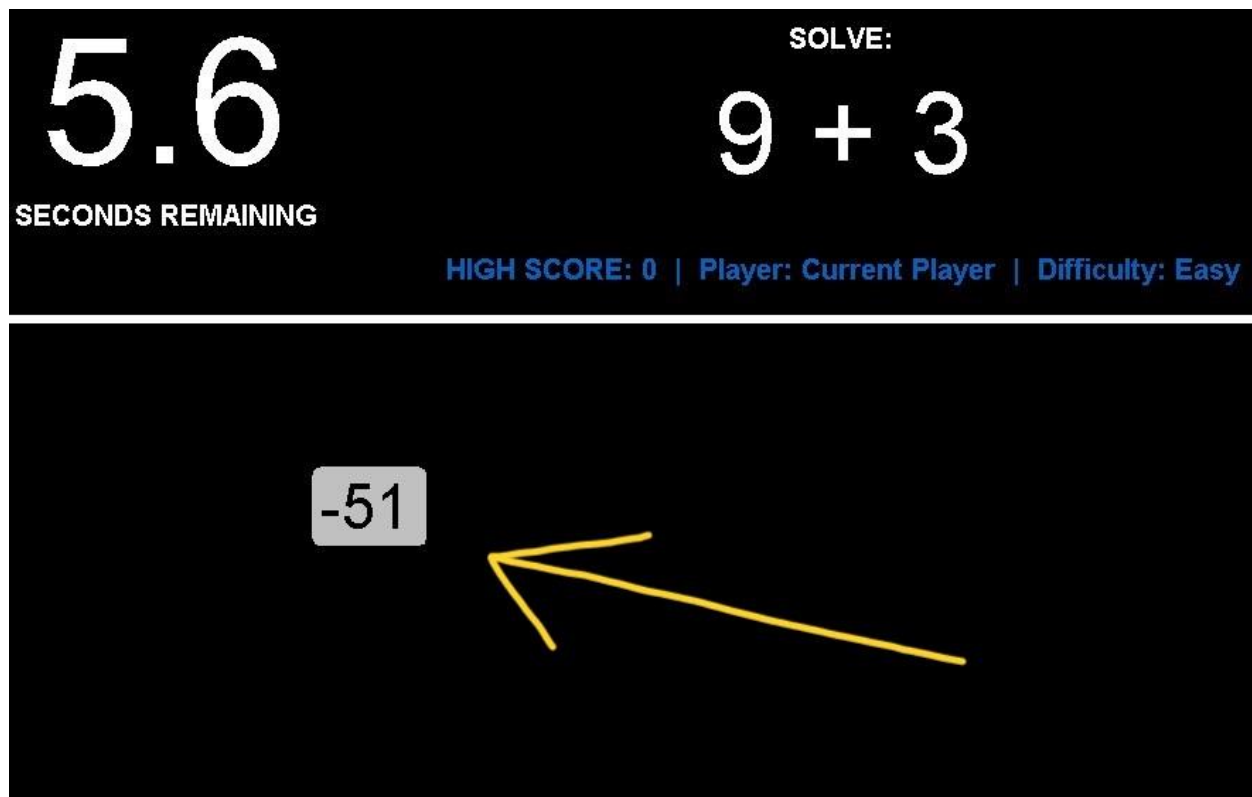 5.6
SECONDS REMAINING
SOLVE:
9 + 3
HIGH SCORE: 0 | Player: Current Player | Difficulty: Easy
-51